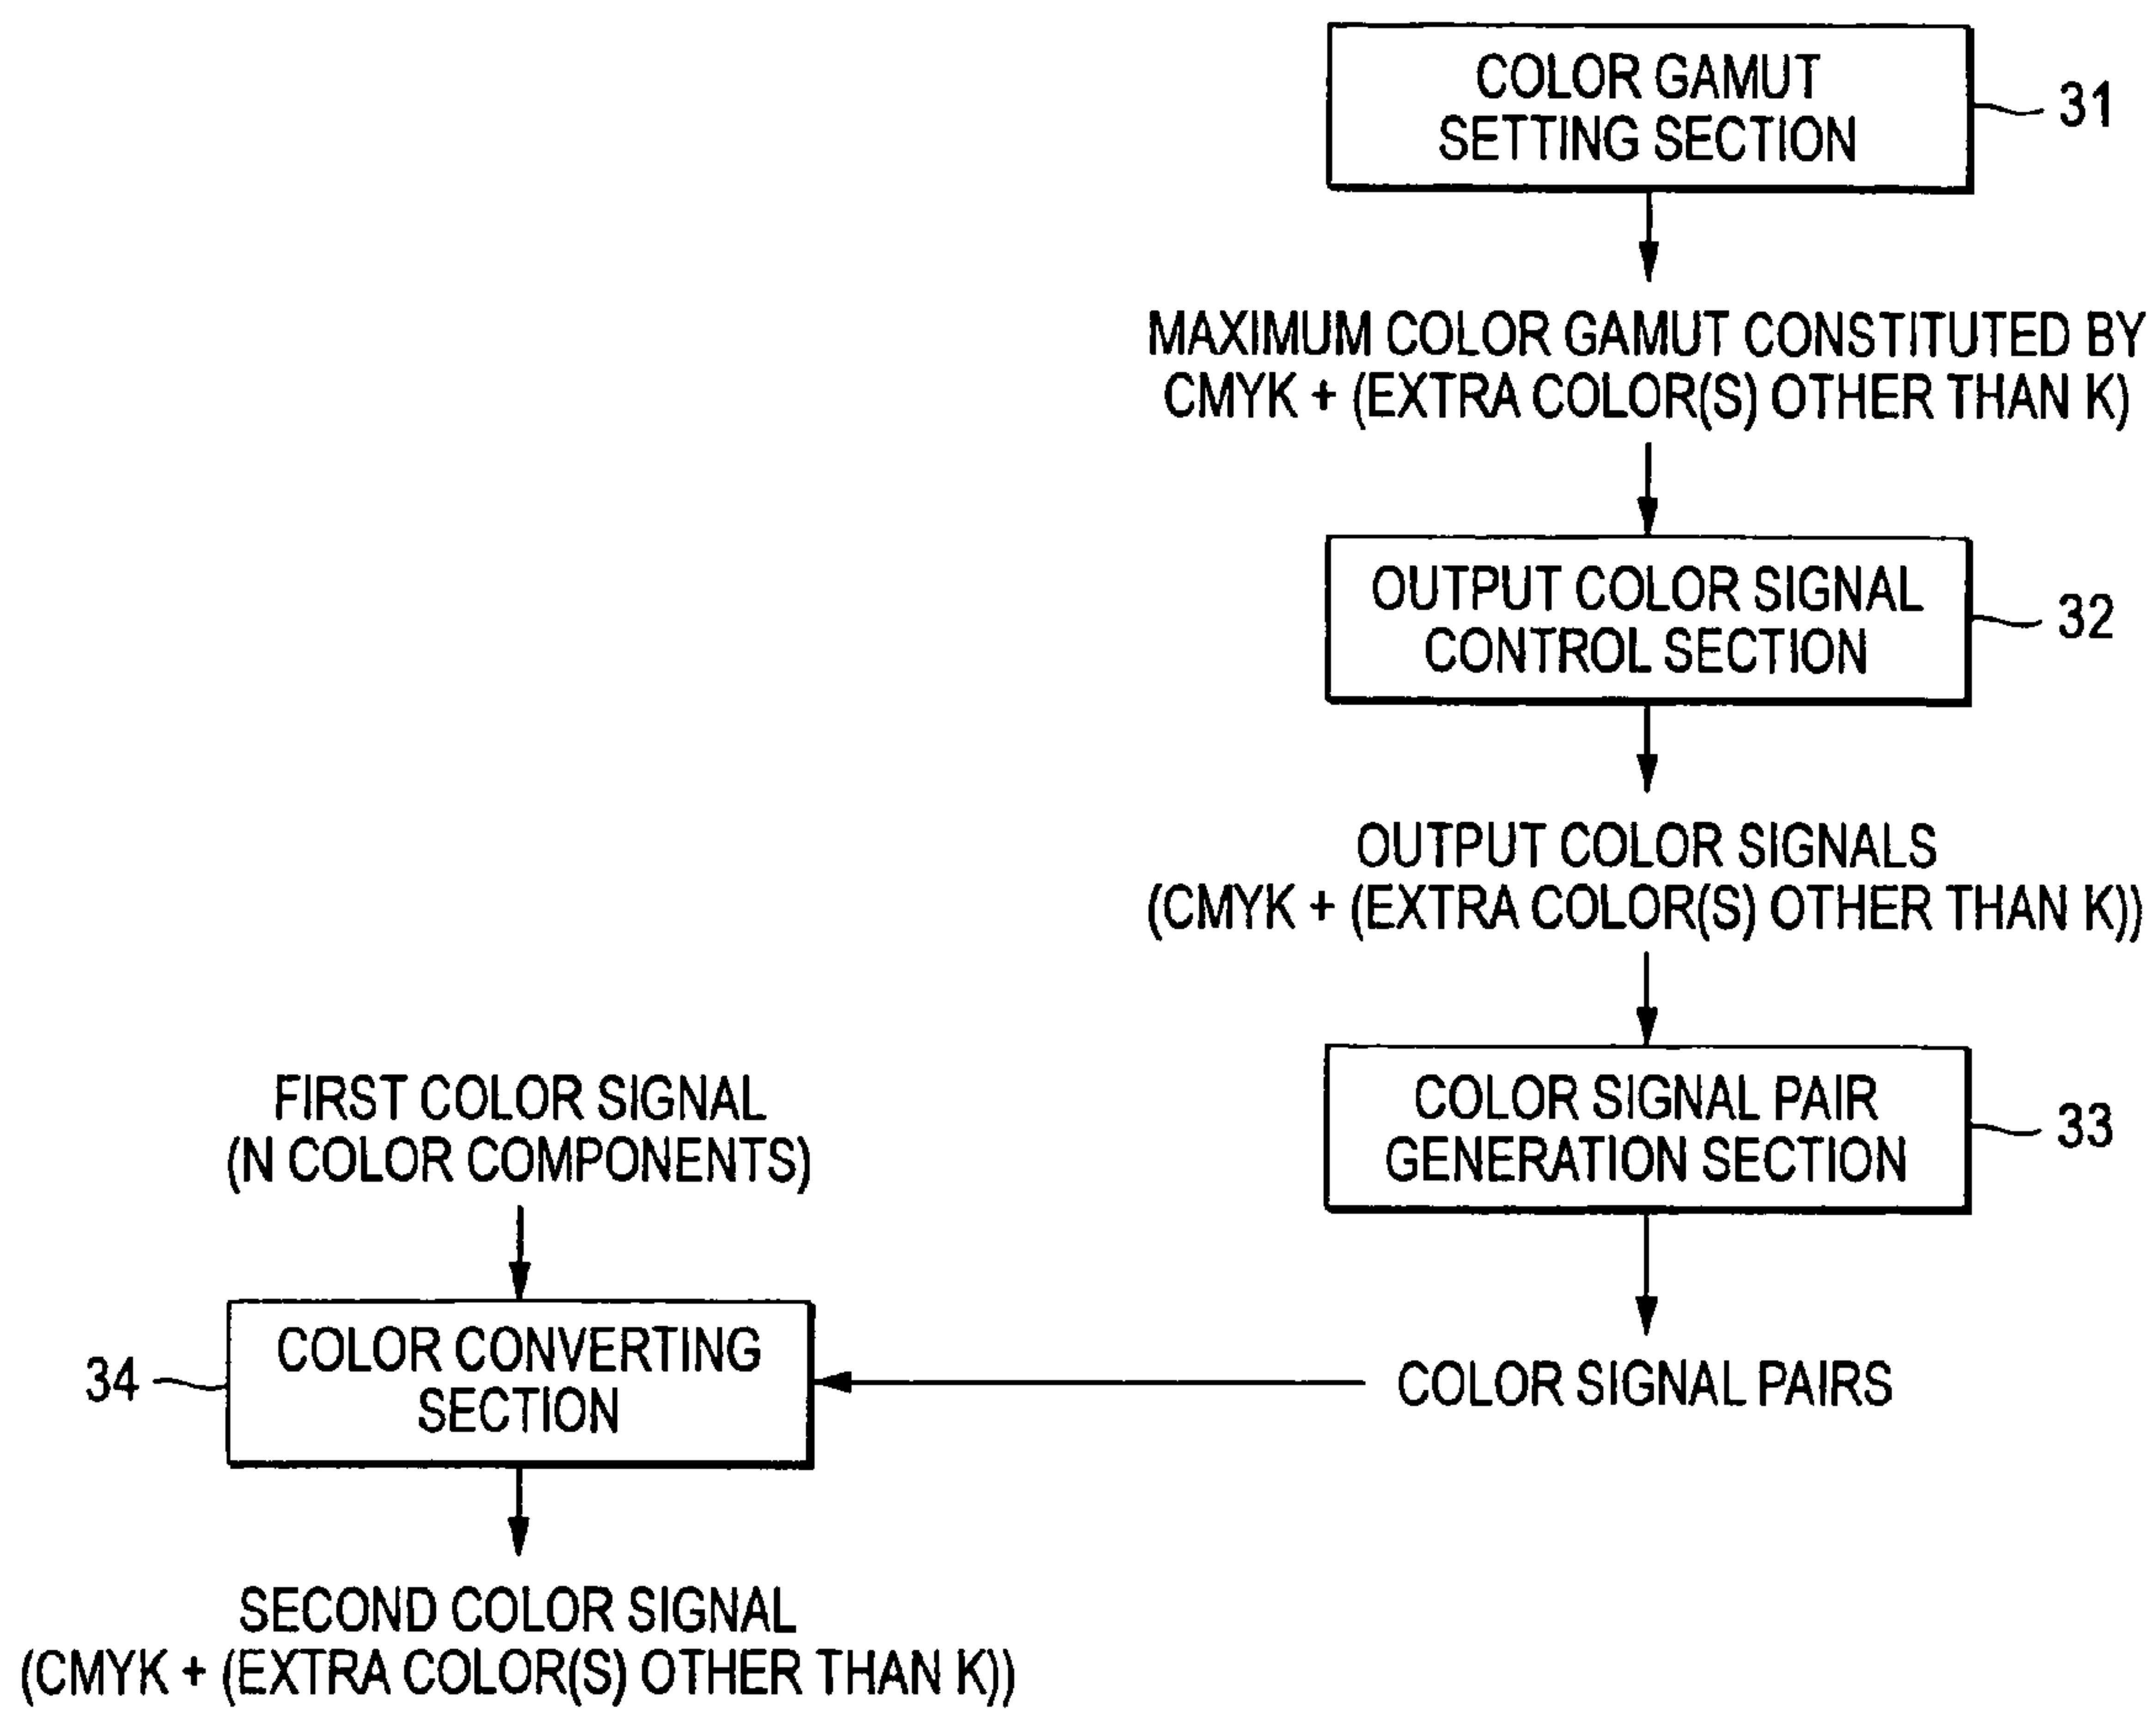 COLOR GAMUT
SETTING SECTION
31
MAXIMUM COLOR GAMUT CONSTITUTED BY
CMYK + (EXTRA COLOR(S) OTHER THAN K)
OUTPUT COLOR SIGNAL
CONTROL SECTION
32
OUTPUT COLOR SIGNALS
(CMYK + (EXTRA COLOR(S) OTHER THAN K))
COLOR SIGNAL PAIR
GENERATION SECTION
33
COLOR SIGNAL PAIRS
FIRST COLOR SIGNAL
(N COLOR COMPONENTS)
COLOR CONVERTING
SECTION
34
SECOND COLOR SIGNAL
(CMYK + (EXTRA COLOR(S) OTHER THAN K))